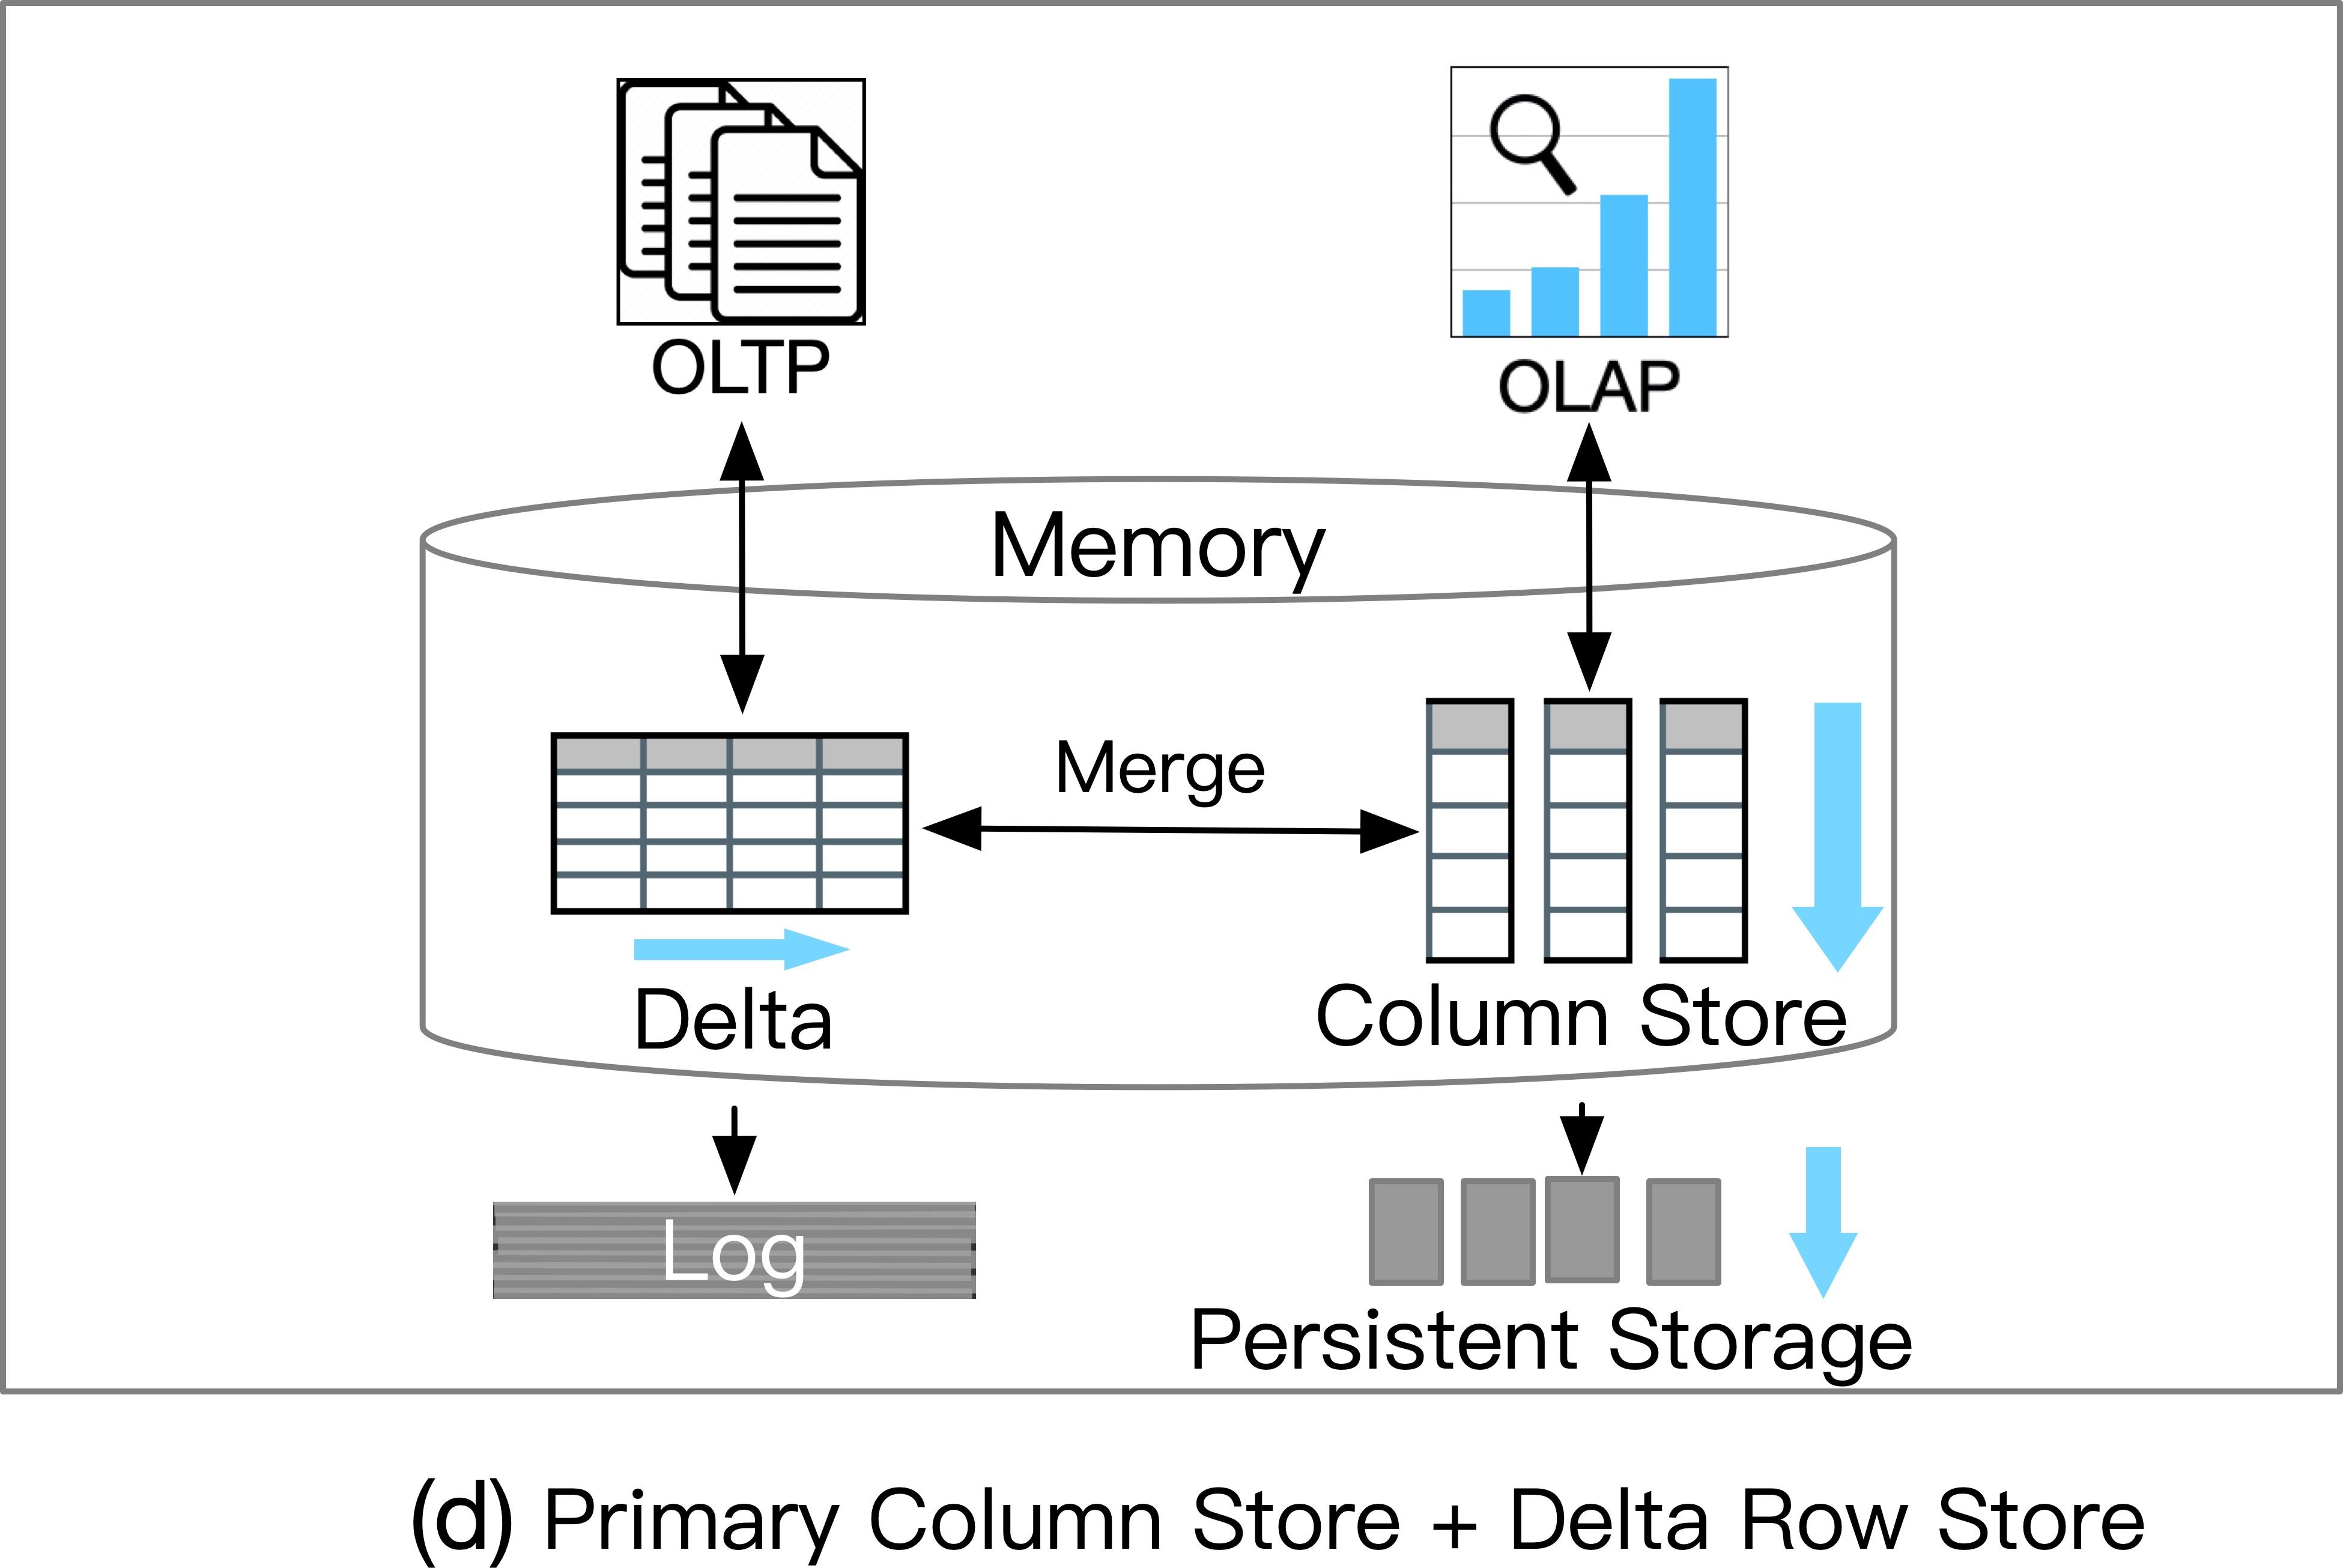 OLTP
OLAP
Memory
Merge
Delta
Column Store
Log
Persistent Storage
(d) Primary Column Store + Delta Row Store